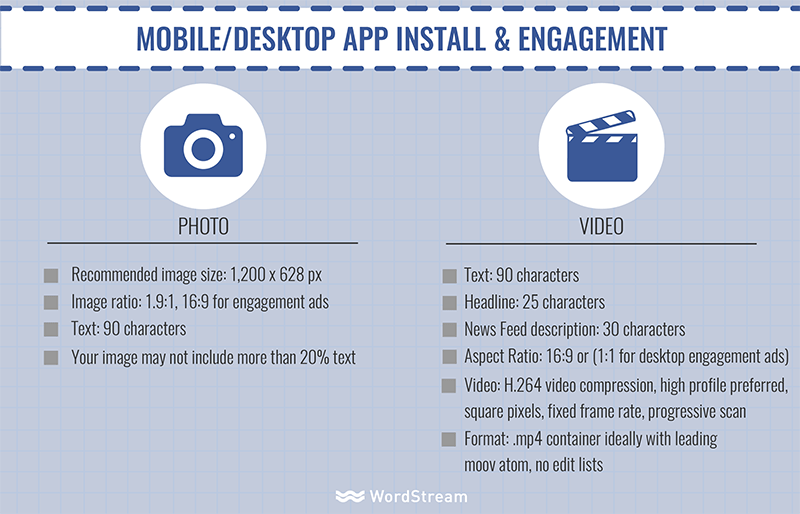 MOBILE/DESKTOP APP INSTALL & ENGAGEMENT
PHOTO
Recommended image size: 1,200 x 628 px
Image ratio: 1.9:1, 16:9 for engagement ads
Text: 90 characters
Your image may not include more than 20% text
VIDEO
Text: 90 characters
Headline: 25 characters
News Feed description: 30 characters
Aspect Ratio: 16:9 or (1:1 for desktop engagement ads)
Video: H.264 video compression, high profile preferred,
square pixels, fixed frame rate, progressive scan
Format: .mp4 container ideally with leading
moov atom, no edit lists
WordStream